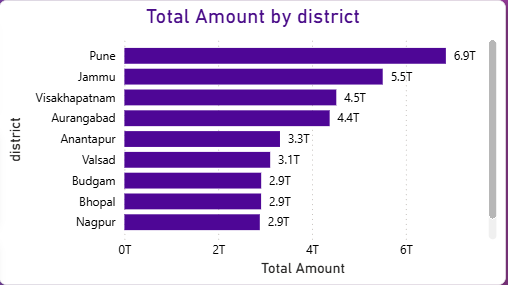 Total Amount by district
district
Pune 6.9T
Jammu 5.5T
Visakhapatnam 4.5T
Aurangabad 4.4T
Anantapur 3.3T
Valsad 3.1T
Budgam 2.9T
Bhopal 2.9T
Nagpur 2.9T
0T 2T 4T 6T
Total Amount